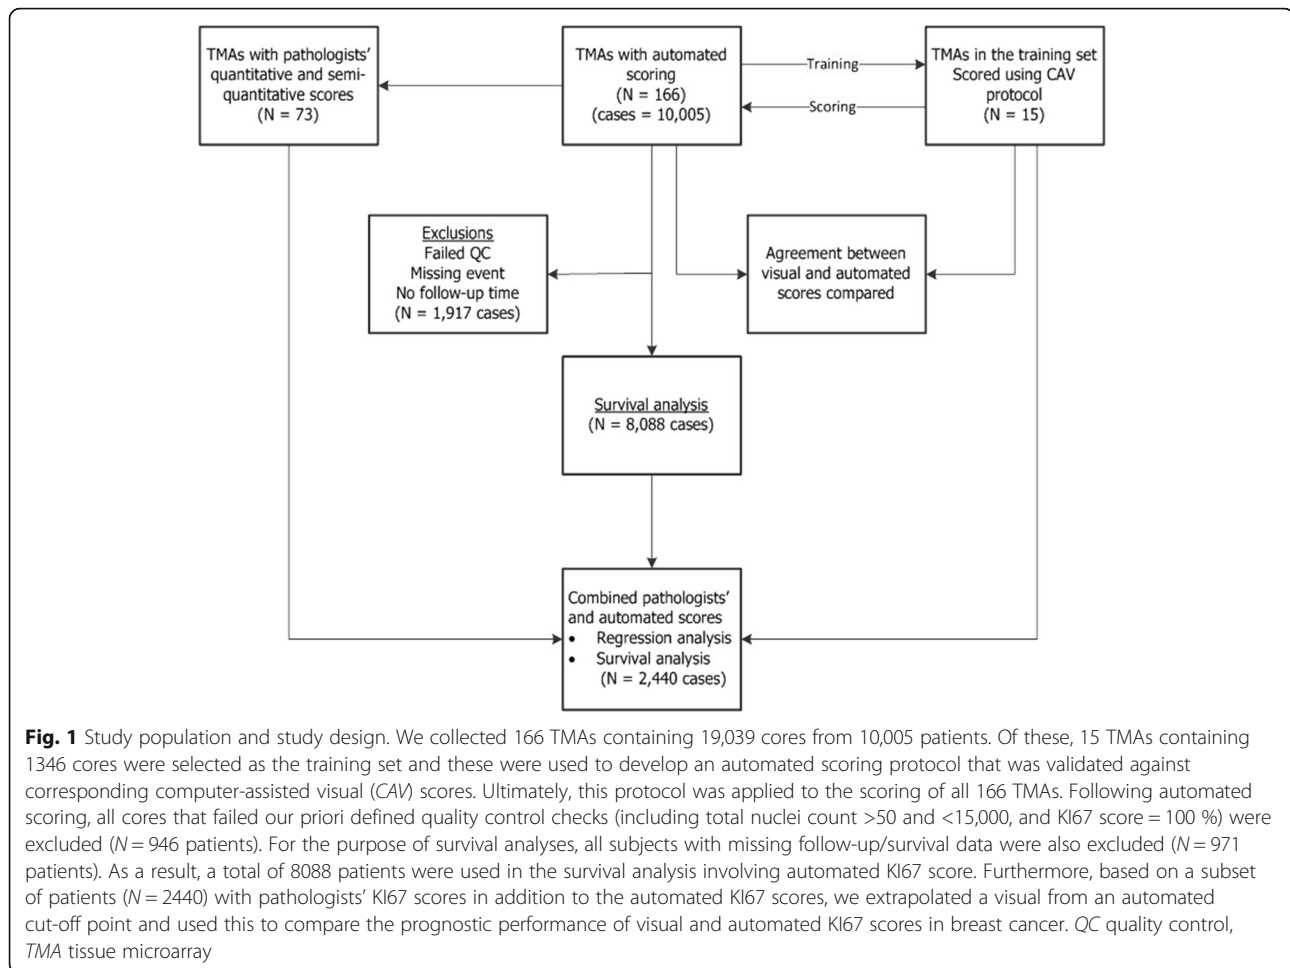 TMAs with pathologists'
quantitative and semi-
quantitative scores
(N = 73)
TMAs with automated
scoring
(N = 166)
(cases = 10,005)
Training
Scoring
TMAs in the training set
Scored using CAV
protocol
(N = 15)
Exclusions
Failed QC
Missing event
No follow-up time
(N = 1,917 cases)
Agreement between
visual and automated
scores compared
Survival analysis
(N = 8,088 cases)
Combined pathologists'
and automated scores
• Regression analysis
• Survival analysis
(N = 2,440 cases)
Fig. 1 Study population and study design. We collected 166 TMAs containing 19,039 cores from 10,005 patients. Of these, 15 TMAs containing
1346 cores were selected as the training set and these were used to develop an automated scoring protocol that was validated against
corresponding computer-assisted visual (CAV) scores. Ultimately, this protocol was applied to the scoring of all 166 TMAs. Following automated
scoring, all cores that failed our priori defined quality control checks (including total nuclei count >50 and <15,000, and KI67 score = 100 %) were
excluded (N = 946 patients). For the purpose of survival analyses, all subjects with missing follow-up/survival data were also excluded (N = 971
patients). As a result, a total of 8088 patients were used in the survival analysis involving automated KI67 score. Furthermore, based on a subset
of patients (N = 2440) with pathologists' KI67 scores in addition to the automated KI67 scores, we extrapolated a visual from an automated
cut-off point and used this to compare the prognostic performance of visual and automated KI67 scores in breast cancer. QC quality control,
TMA tissue microarray